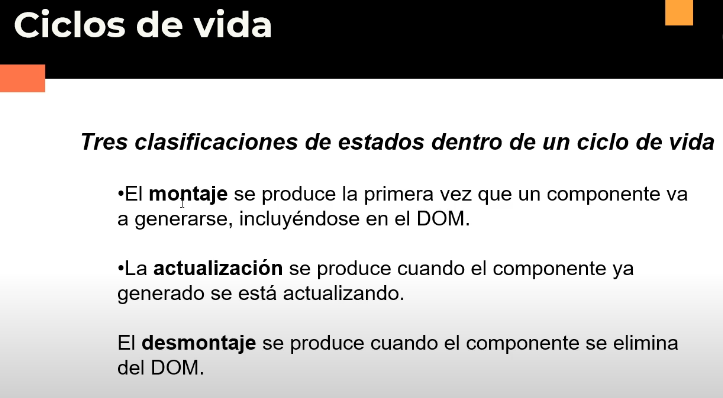 Ciclos de vida
Tres clasificaciones de estados dentro de un ciclo de vida
•El montaje se produce la primera vez que un componente va
a generarse, incluyéndose en el DOM.
•La actualización se produce cuando el componente ya
generado se está actualizando.
El desmontaje se produce cuando el componente se elimina
del DOM.